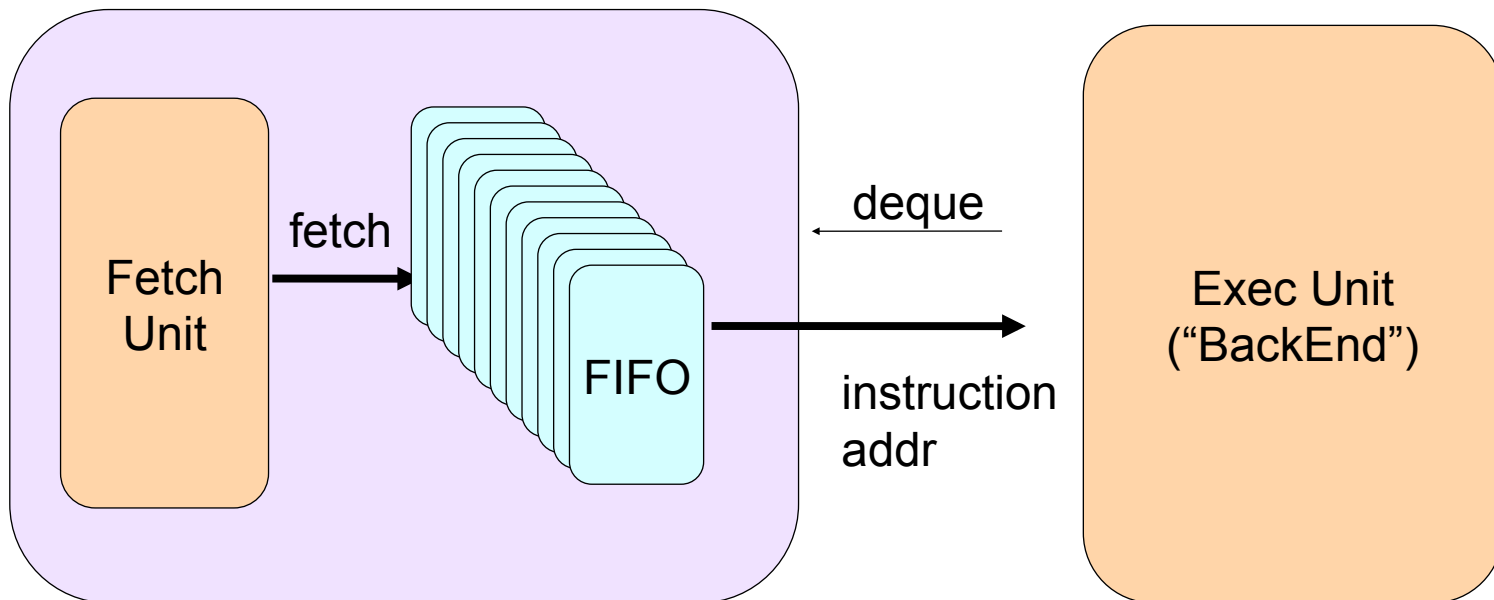 Fetch
Unit
fetch
FIFO
deque
instruction
addr
Exec Unit
(“BackEnd”)